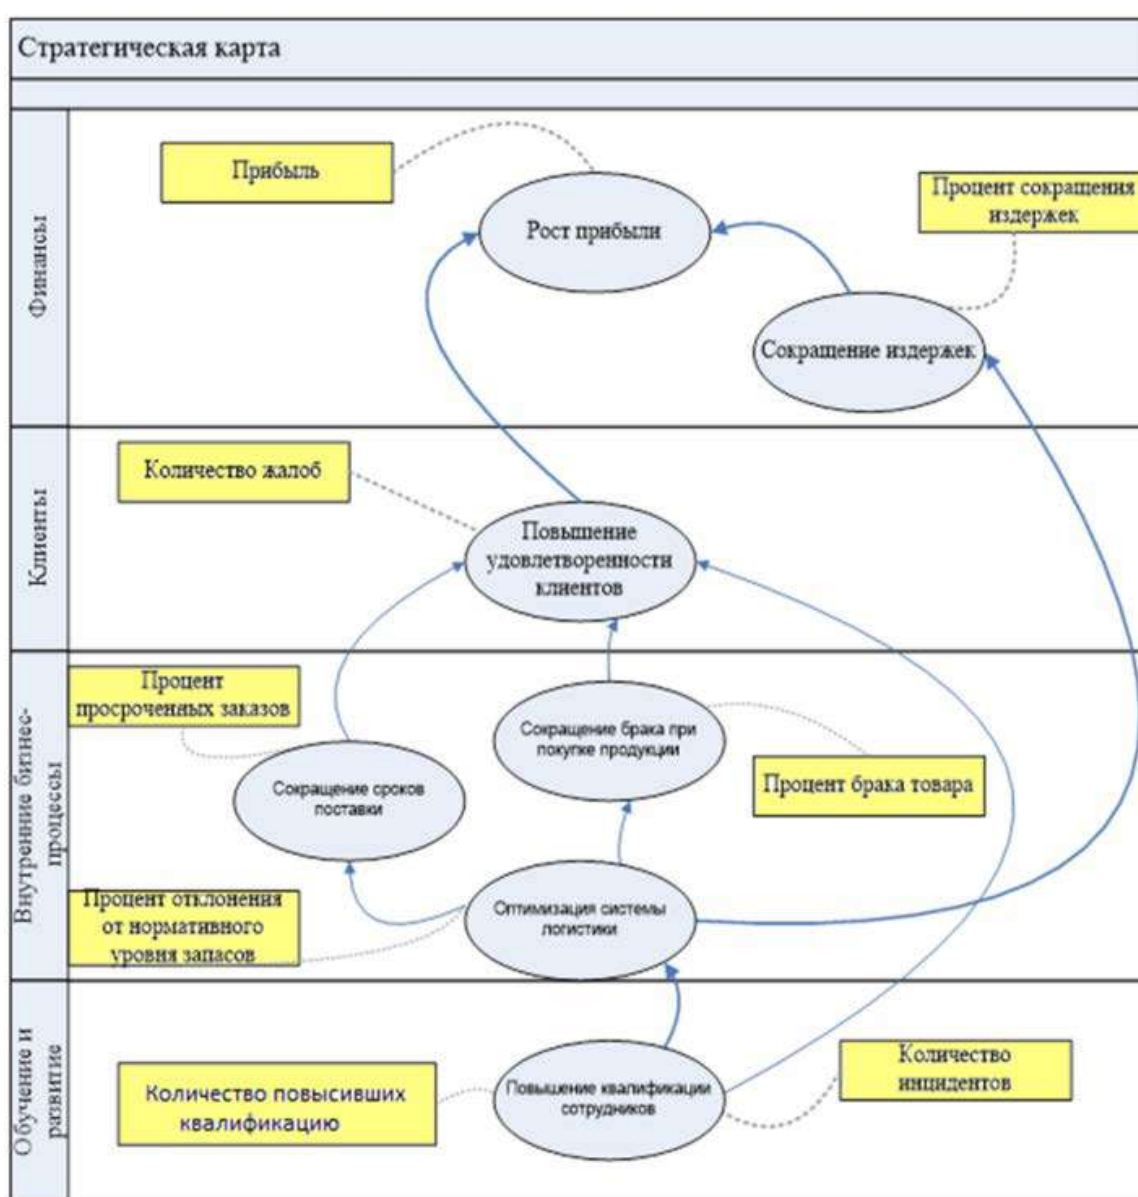 Стратегическая карта
Финансы
Прибыль
Рост прибыли
Процент сокращения
издержек
Сокращение издержек
Клиенты
Количество жалоб
Повышение
удовлетворенности
клиентов
Внутренние бизнес-
процессы
Процент
просроченных заказов
Сокращение брака при
покупке продукции
Сокращение сроков
поставки
Процент брака товара
Процент отклонения
от нормативного
уровня запасов
Оптимизация системы
логистики
Обучение и
развитие
Количество повысивших
квалификацию
Повышение квалификации
сотрудников
Количество
инцидентов